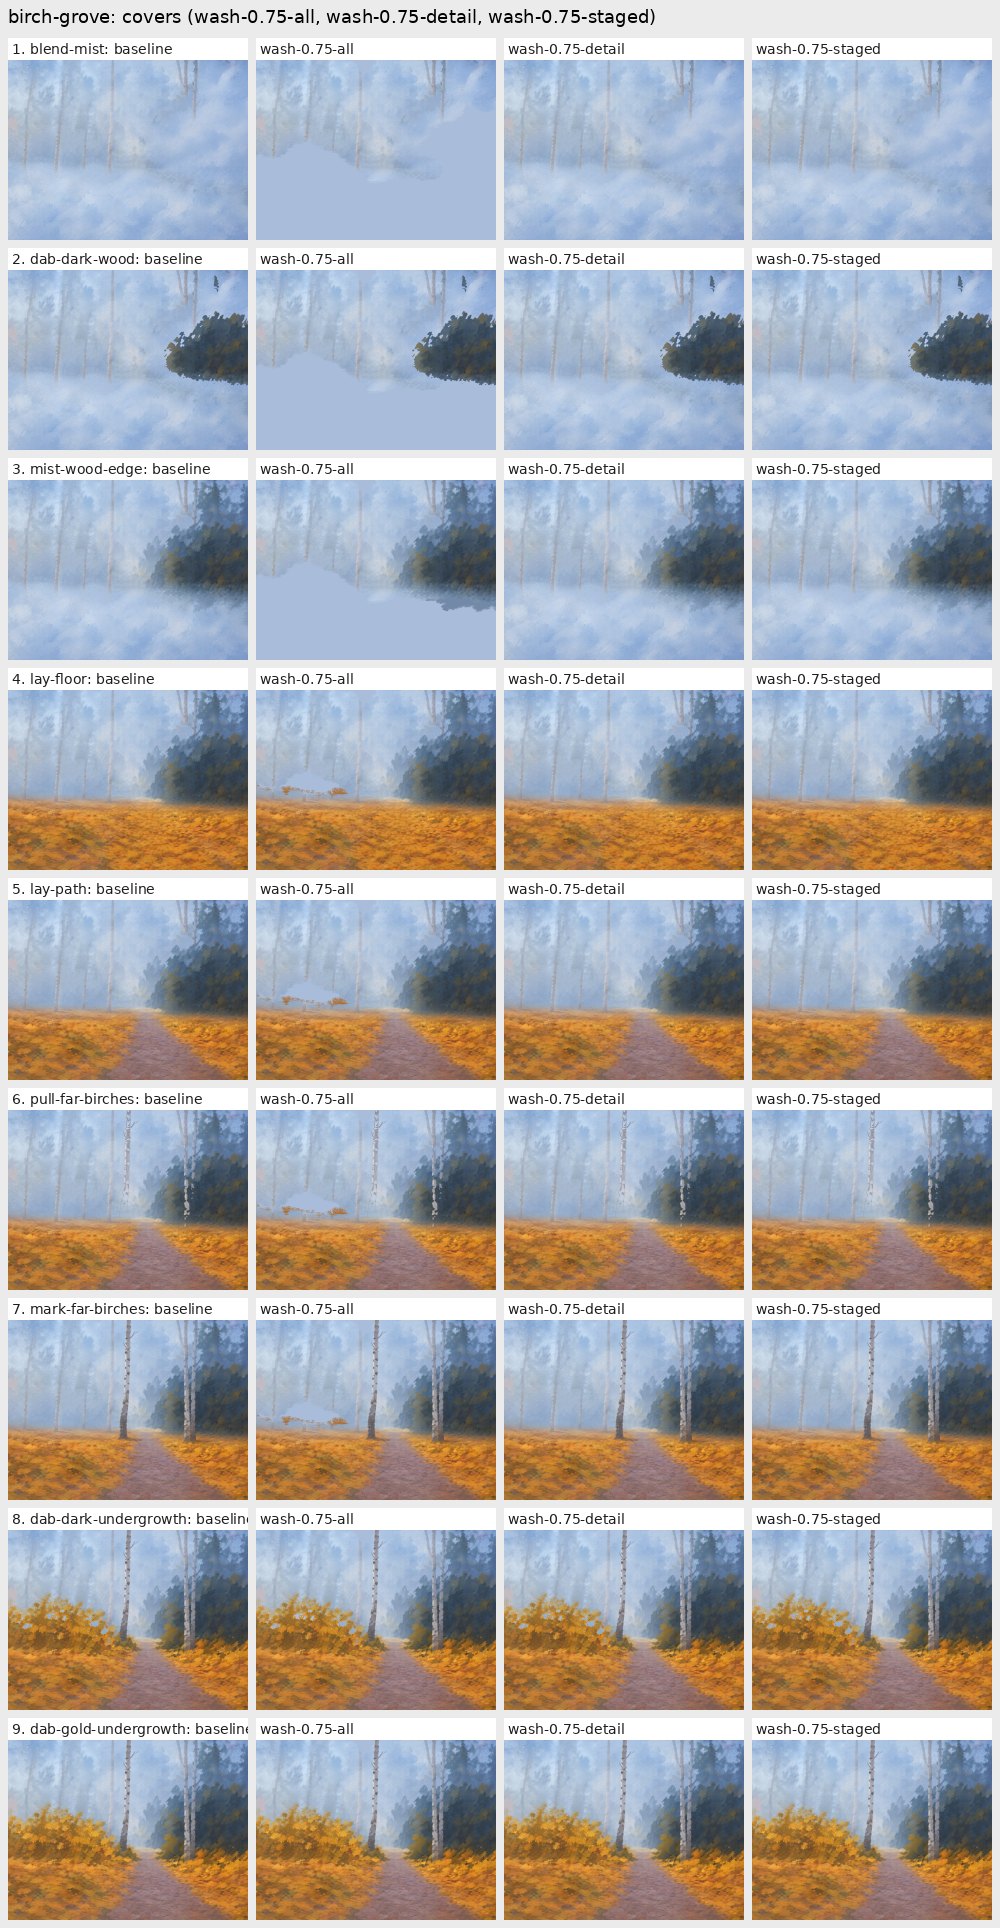 birch-grove: covers (wash-0.75-all, wash-0.75-detail, wash-0.75-staged)
1. blend-mist: baseline wash-0.75-all wash-0.75-detail wash-0.75-staged
2. dab-dark-wood: baseline wash-0.75-all wash-0.75-detail wash-0.75-staged
3. mist-wood-edge: baseline wash-0.75-all wash-0.75-detail wash-0.75-staged
4. lay-floor: baseline wash-0.75-all wash-0.75-detail wash-0.75-staged
5. lay-path: baseline wash-0.75-all wash-0.75-detail wash-0.75-staged
6. pull-far-birches: baseline wash-0.75-all wash-0.75-detail wash-0.75-staged
7. mark-far-birches: baseline wash-0.75-all wash-0.75-detail wash-0.75-staged
8. dab-dark-undergrowth: baseline wash-0.75-all wash-0.75-detail wash-0.75-staged
9. dab-gold-undergrowth: baseline wash-0.75-all wash-0.75-detail wash-0.75-staged